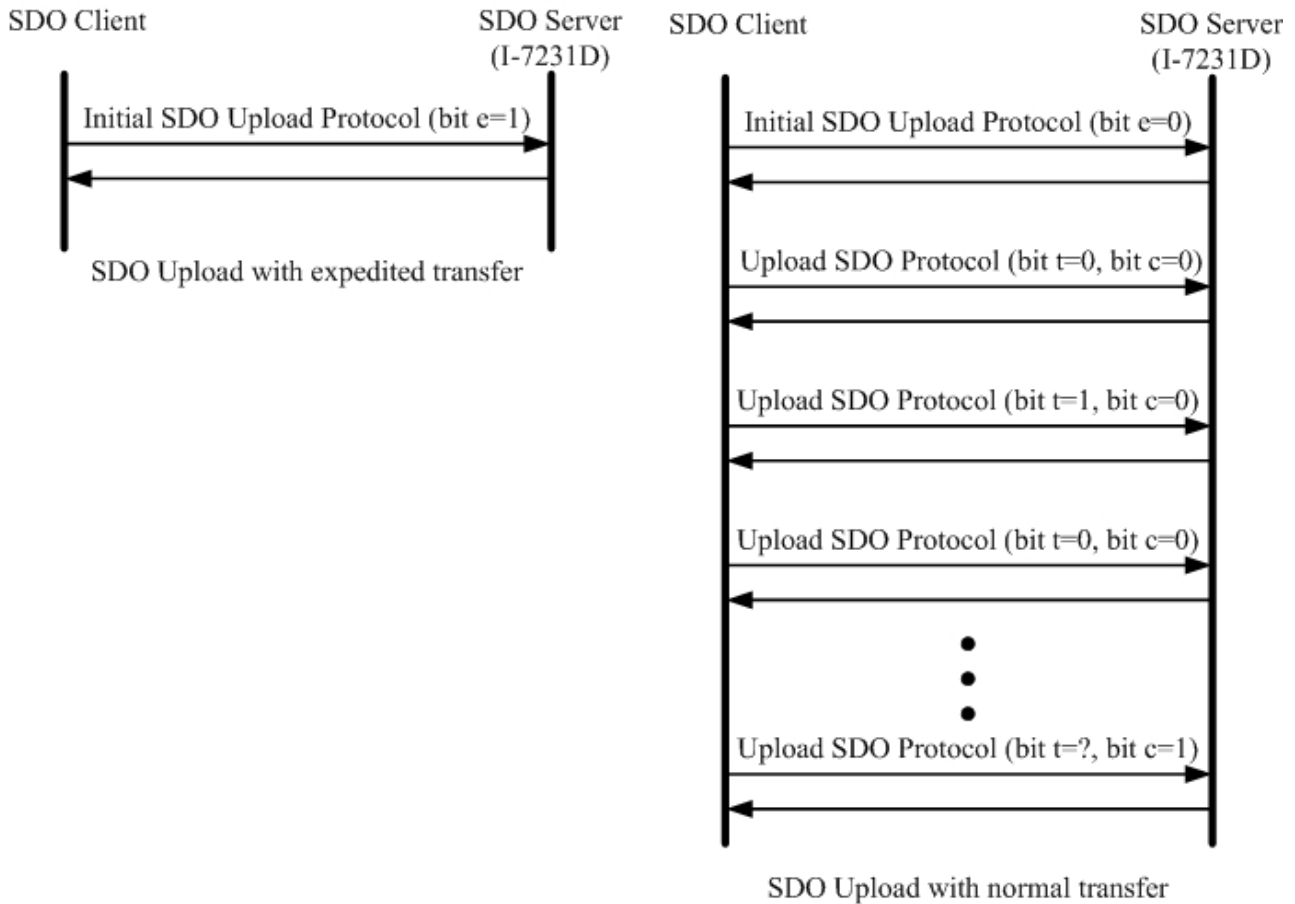 SDO Client
SDO Server
(I-7231D)
Initial SDO Upload Protocol (bit e=1)
SDO Upload with expedited transfer
SDO Client
SDO Server
(I-7231D)
Initial SDO Upload Protocol (bit e=0)
Upload SDO Protocol (bit t=0, bit c=0)
Upload SDO Protocol (bit t=1, bit c=0)
Upload SDO Protocol (bit t=0, bit c=0)
Upload SDO Protocol (bit t=?, bit c=1)
SDO Upload with normal transfer